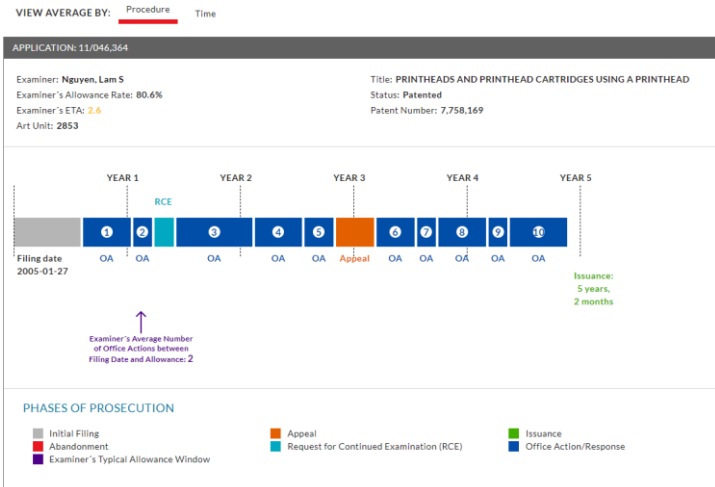 VIEW AVERAGE BY: Procedure Time
APPLICATION: 11/046,364
Examiner: Nguyen, Lam S
Examiner's Allowance Rate: 80.6%
Examiner's ETA: 2.6
Art Unit: 2853
Title: PRINTHEADS AND PRINTHEAD CARTRIDGES USING A PRINTHEAD
Status: Patented
Patent Number: 7,758,169
YEAR 1 YEAR 2 YEAR 3 YEAR 4 YEAR 5
RCE
1 2 3 4 5 6 7 8 9 10
Filing date OA OA OA OA OA Appeal OA OA OA OA OA
2005-01-27
Issuance:
5 years,
2 months
Examiner's Average Number
of Office Actions between
Filing Date and Allowance: 2
PHASES OF PROSECUTION
Initial Filing Appeal Issuance
Abandonment Request for Continued Examination (RCE) Office Action/Response
Examiner's Typical Allowance Window